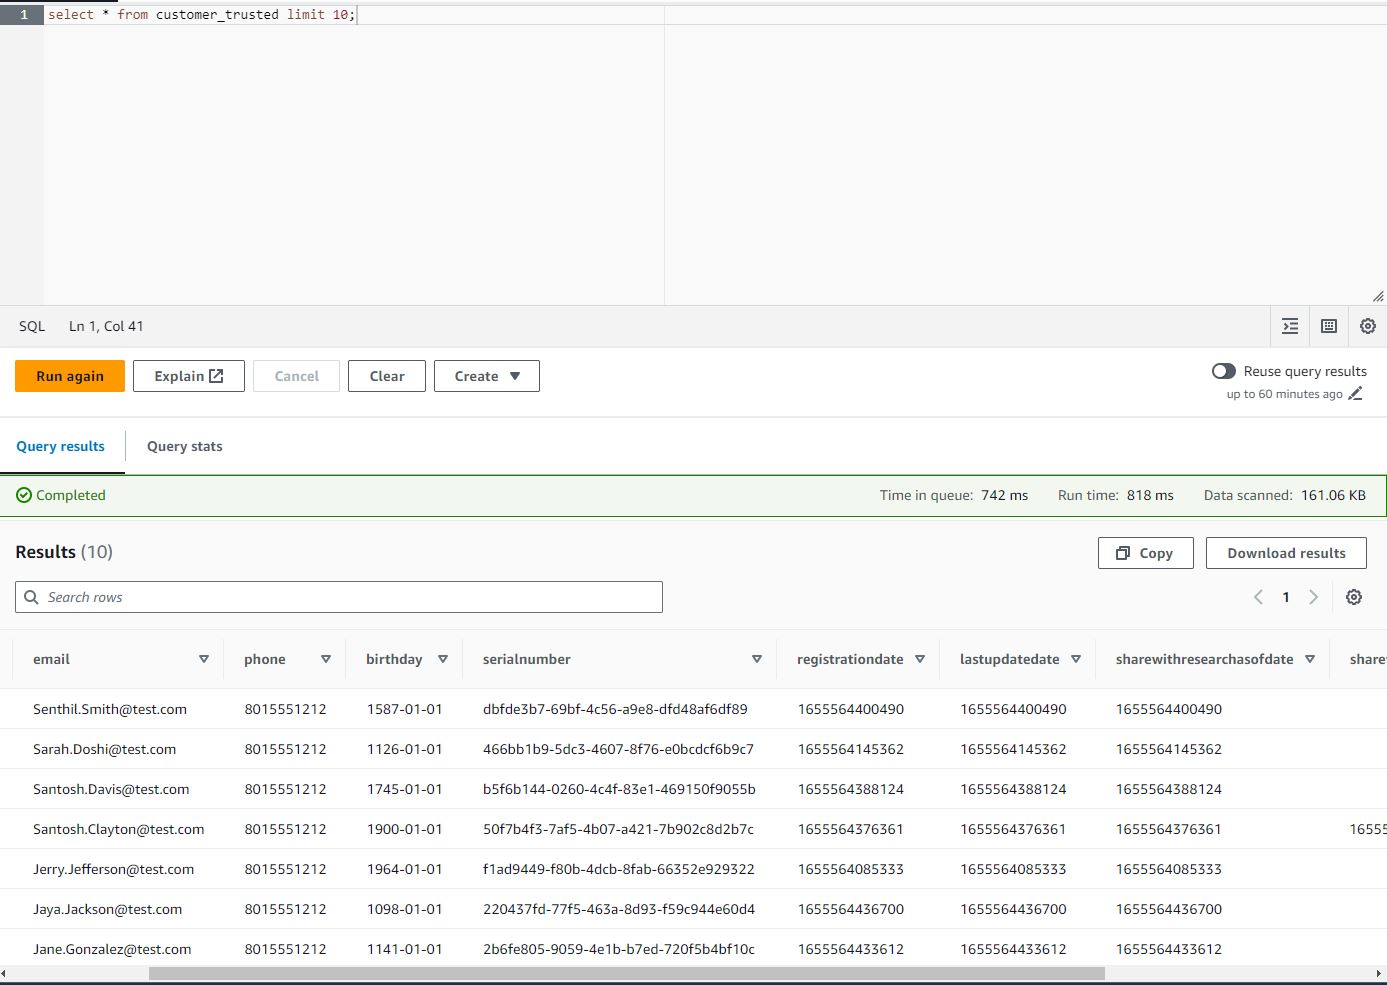 1 select * from customer_trusted limit 10;
SQL Ln 1, Col 41
Run again Explain Cancel Clear Create Reuse query results
up to 60 minutes ago
Query results Query stats
Completed Time in queue: 742 ms Run time: 818 ms Data scanned: 161.06 KB
Results (10) Copy Download results
Search rows 1
email phone birthday serialnumber registrationdate lastupdatedate sharewithresearchasofdate share
Senthil.Smith@test.com 8015551212 1587-01-01 dbfde3b7-69bf-4c56-a9e8-dfd48af6df89 1655564400490 1655564400490 1655564400490
Sarah.Doshi@test.com 8015551212 1126-01-01 466bb1b9-5dc3-4607-8f76-e0bcdcf6b9c7 1655564145362 1655564145362 1655564145362
Santosh.Davis@test.com 8015551212 1745-01-01 b5f6b144-0260-4c4f-83e1-469150f9055b 1655564388124 1655564388124 1655564388124
Santosh.Clayton@test.com 8015551212 1900-01-01 50f7b4f3-7af5-4b07-a421-7b902c8d2b7c 1655564376361 1655564376361 1655564376361 16555
Jerry.Jefferson@test.com 8015551212 1964-01-01 f1ad9449-f80b-4dcb-8fab-66352e929322 1655564085333 1655564085333 1655564085333
Jaya.Jackson@test.com 8015551212 1098-01-01 220437fd-77f5-463a-8d93-f59c944e60d4 1655564436700 1655564436700 1655564436700
Jane.Gonzalez@test.com 8015551212 1141-01-01 2b6fe805-9059-4e1b-b7ed-720f5b4bf10c 1655564433612 1655564433612 1655564433612